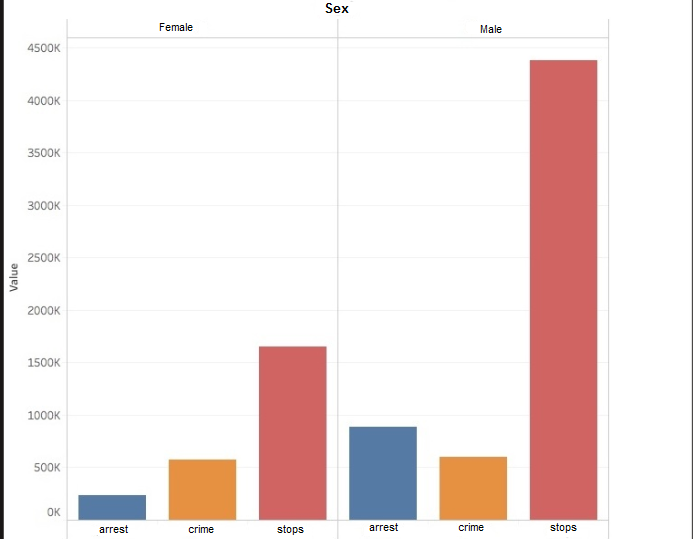 Sex
Female
Male
4500K
4000K
3500K
3000K
2500K
2000K
1500K
1000K
500K
0K
Value
arrest
crime
stops
arrest
crime
stops